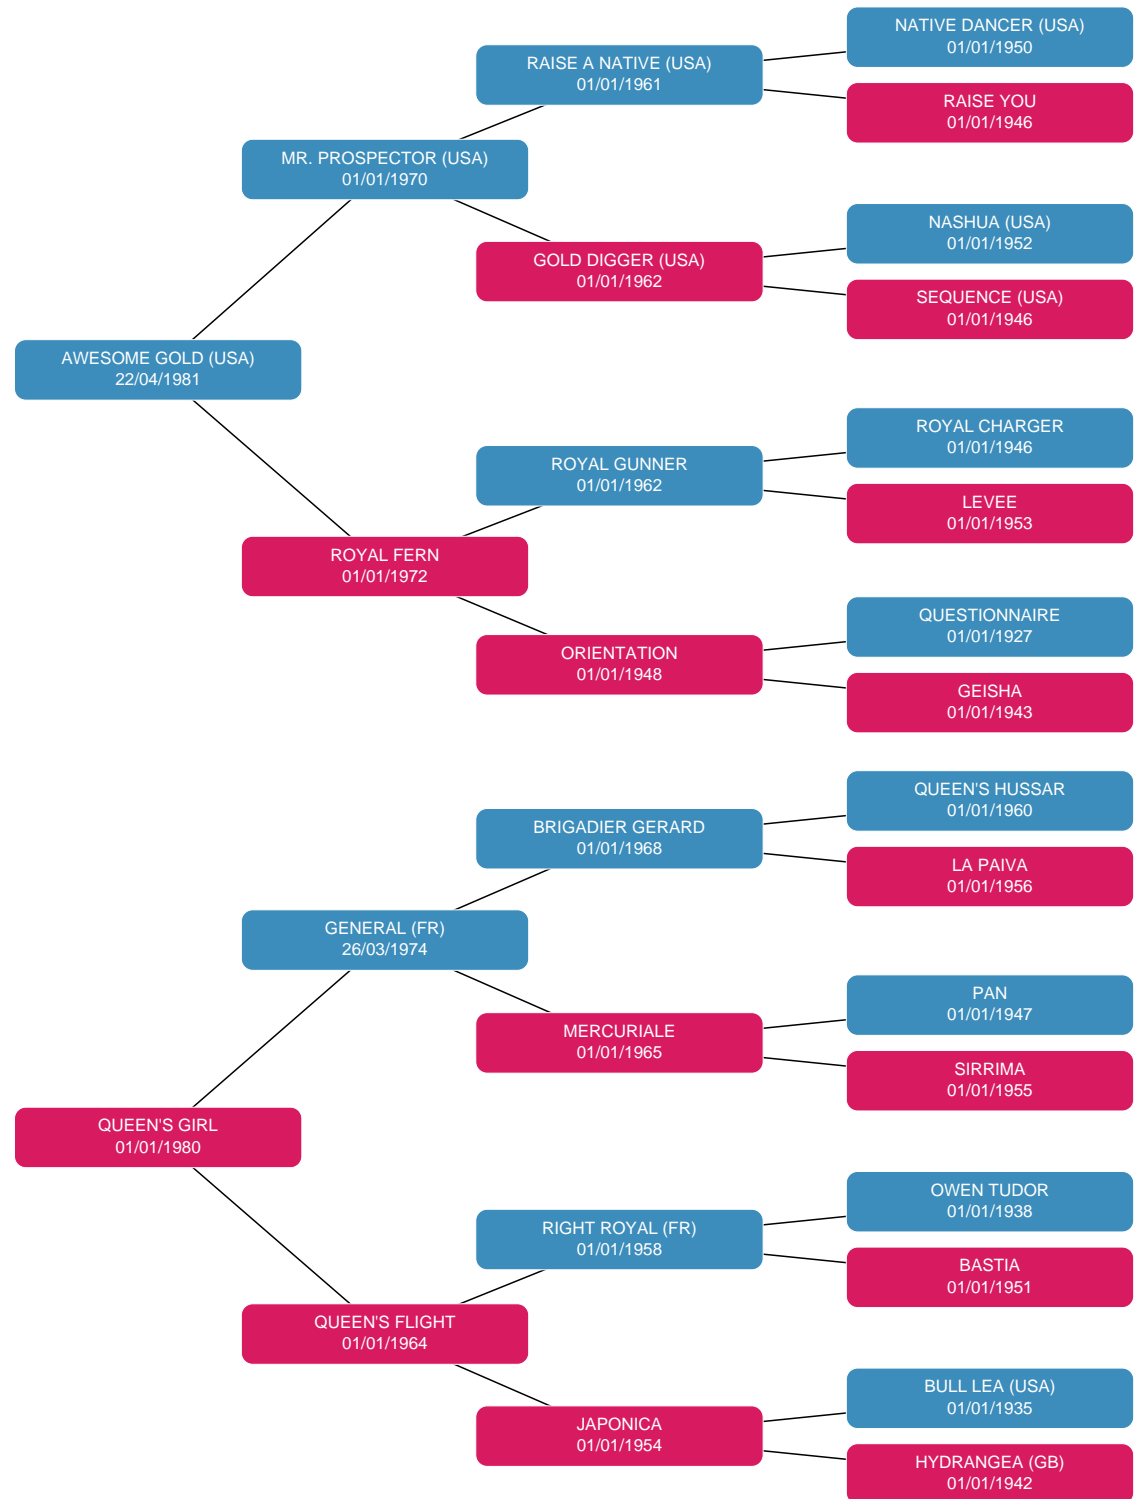 NATIVE DANCER (USA)
01/01/1950
RAISE A NATIVE (USA)
01/01/1961
RAISE YOU
01/01/1946
MR. PROSPECTOR (USA)
01/01/1970
NASHUA (USA)
01/01/1952
GOLD DIGGER (USA)
01/01/1962
SEQUENCE (USA)
01/01/1946
AWESOME GOLD (USA)
22/04/1981
ROYAL CHARGER
01/01/1946
ROYAL GUNNER
01/01/1962
LEVEE
01/01/1953
ROYAL FERN
01/01/1972
QUESTIONNAIRE
01/01/1927
ORIENTATION
01/01/1948
GEISHA
01/01/1943
QUEEN'S HUSSAR
01/01/1960
BRIGADIER GERARD
01/01/1968
LA PAIVA
01/01/1956
GENERAL (FR)
26/03/1974
PAN
01/01/1947
MERCURIALE
01/01/1965
SIRRIMA
01/01/1955
QUEEN'S GIRL
01/01/1980
OWEN TUDOR
01/01/1938
RIGHT ROYAL (FR)
01/01/1958
BASTIA
01/01/1951
QUEEN'S FLIGHT
01/01/1964
BULL LEA (USA)
01/01/1935
JAPONICA
01/01/1954
HYDRANGEA (GB)
01/01/1942